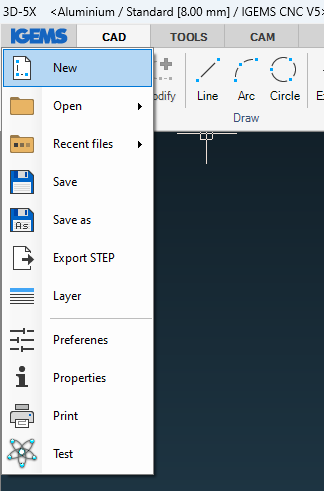 3D-5X <Aluminium / Standard [8.00 mm] / IGEMS CNC V5>
IGEMS CAD TOOLS CAM
New
Open
Recent files
Save
Save as
Export STEP
Layer
Preferenes
Properties
Print
Test
As
odify Line Arc Circle E
Draw